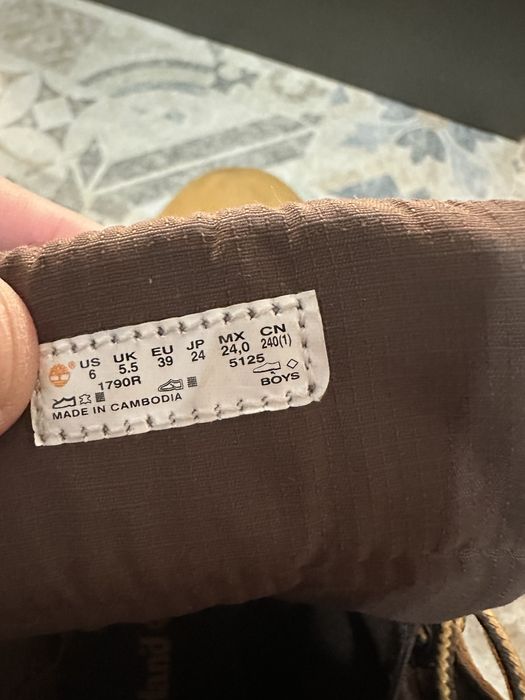 US UK EU JP MX CN
6 5.5 39 24 24,0 240(1)
1790R 5125
BOYS
MADE IN CAMBODIA